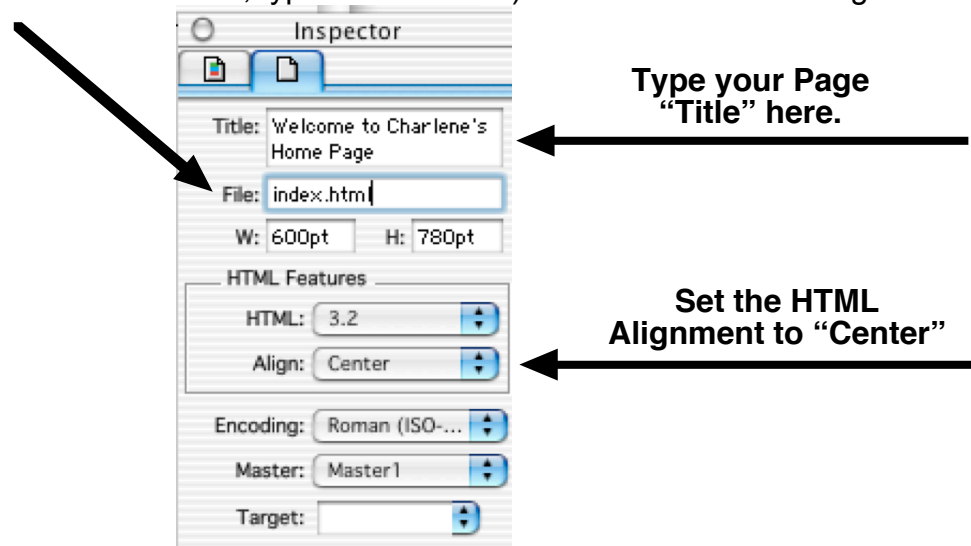 Inspector
Type your Page
“Title” here.
Title: Welcome to Charlene's
Home Page
File: index.html
W: 600pt H: 780pt
HTML Features
HTML: 3.2
Set the HTML
Alignment to “Center”
Align: Center
Encoding: Roman (ISO-...
Master: Master1
Target: